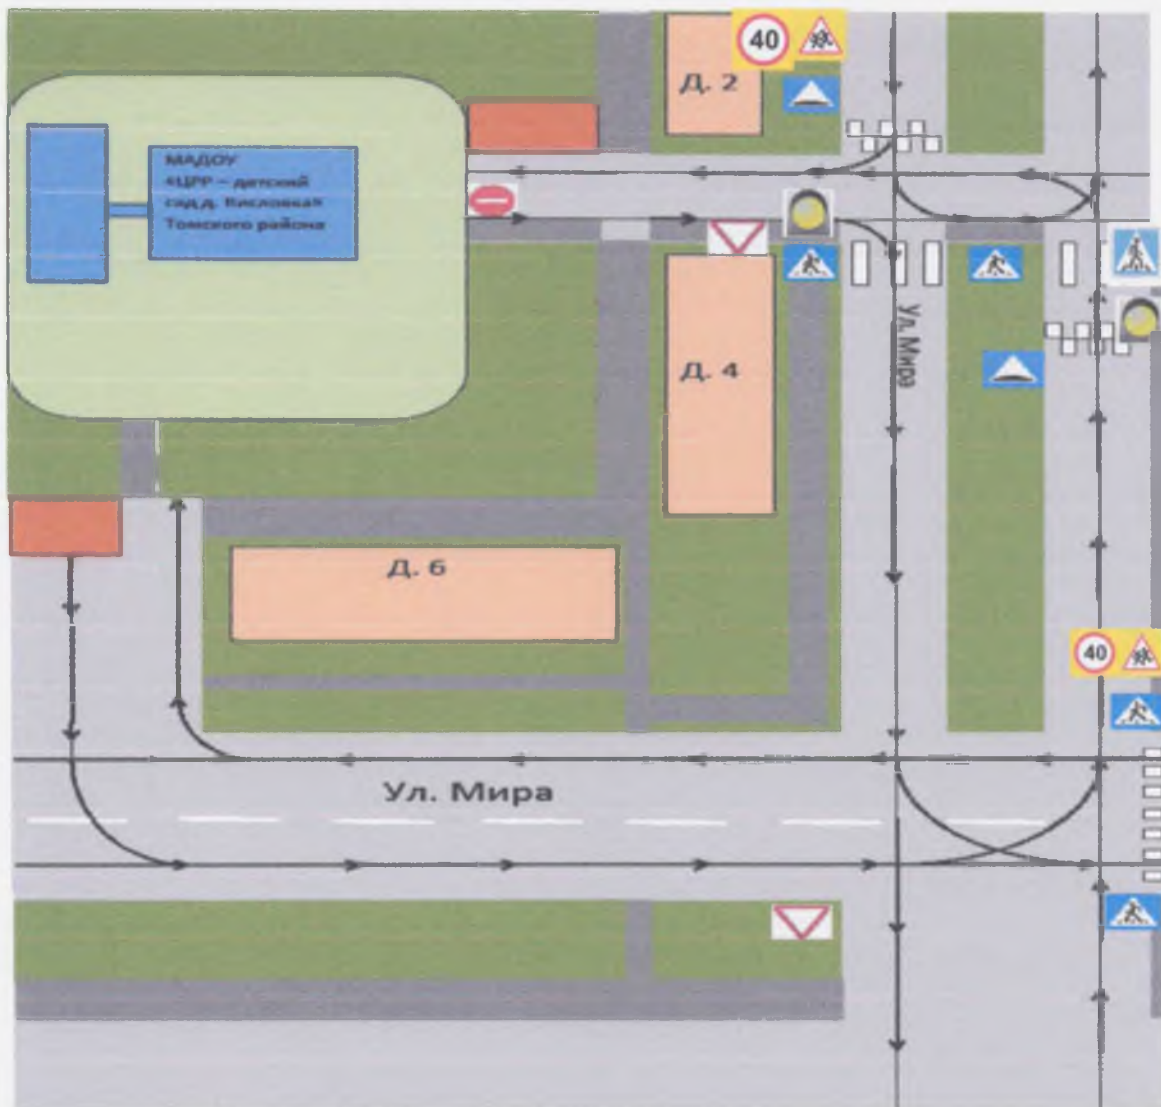 40
Д. 2
МАДОУ
«ЦРР – детский
сад д. Кисловка»
Томского района
Ул. Мира
Д. 4
Д. 6
40
Ул. Мира